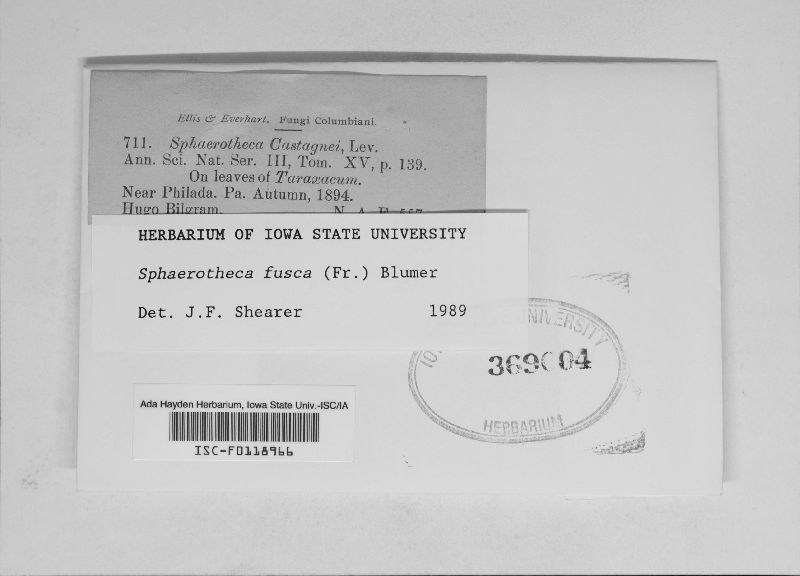 Ellis & Everhart. Fungi Columbiani.
711. Sphaerotheca Castagnei, Lev.
Ann. Sci. Nat. Ser. III, Tom. XV, p. 139.
On leaves of Taraxacum.
Near Philada. Pa. Autumn, 1894.
Hugo Bilgram. N. A. F.
HERBARIUM OF IOWA STATE UNIVERSITY
Sphaerotheca fusca (Fr.) Blumer
Det. J.F. Shearer 1989
UNIVERSITY
HERBARIUM
Ada Hayden Herbarium, Iowa State Univ.-ISC/IA
ISC-F0118966